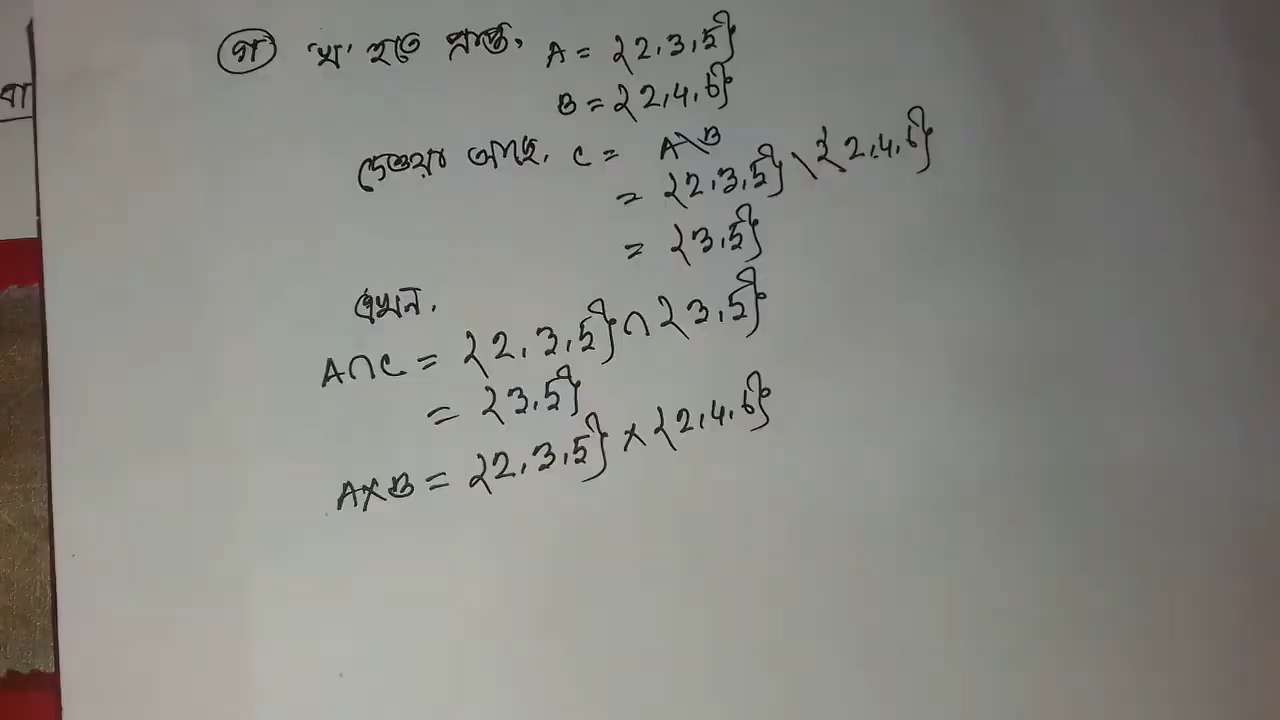 গ 'খ' হতে প্রাপ্ত, A = {2,3,5}
B = {2,4,6}
দেওয়া আছে, C = A\B
= {2,3,5} \ {2,4,6}
= {3,5}
এখন,
A∩C = {2,3,5} ∩ {3,5}
= {3,5}
A×B = {2,3,5} × {2,4,6}